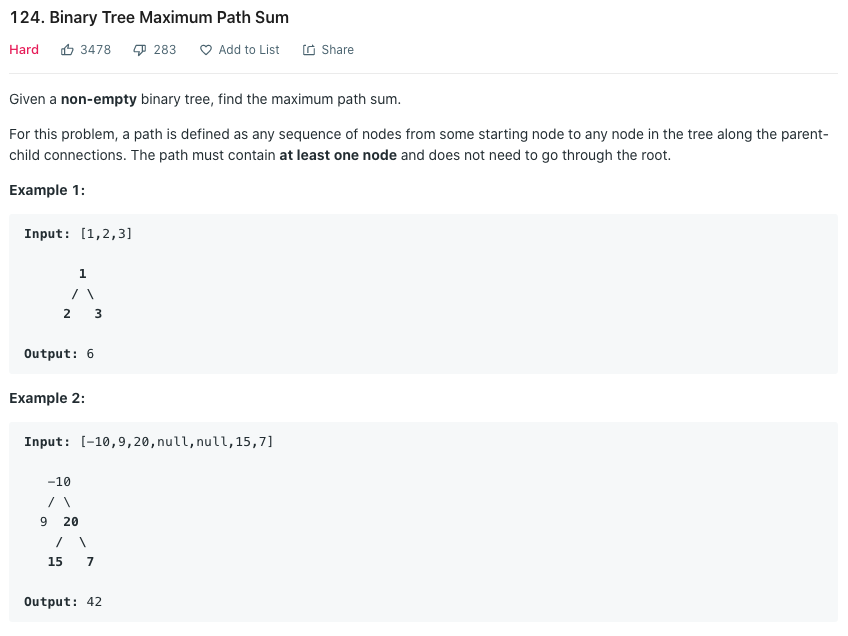 124. Binary Tree Maximum Path Sum
Hard 3478 283 Add to List Share
Given a non-empty binary tree, find the maximum path sum.
For this problem, a path is defined as any sequence of nodes from some starting node to any node in the tree along the parent-
child connections. The path must contain at least one node and does not need to go through the root.
Example 1:
Input: [1,2,3]
1
/ \
2 3
Output: 6
Example 2:
Input: [−10,9,20,null,null,15,7]
−10
/ \
9 20
/ \
15 7
Output: 42